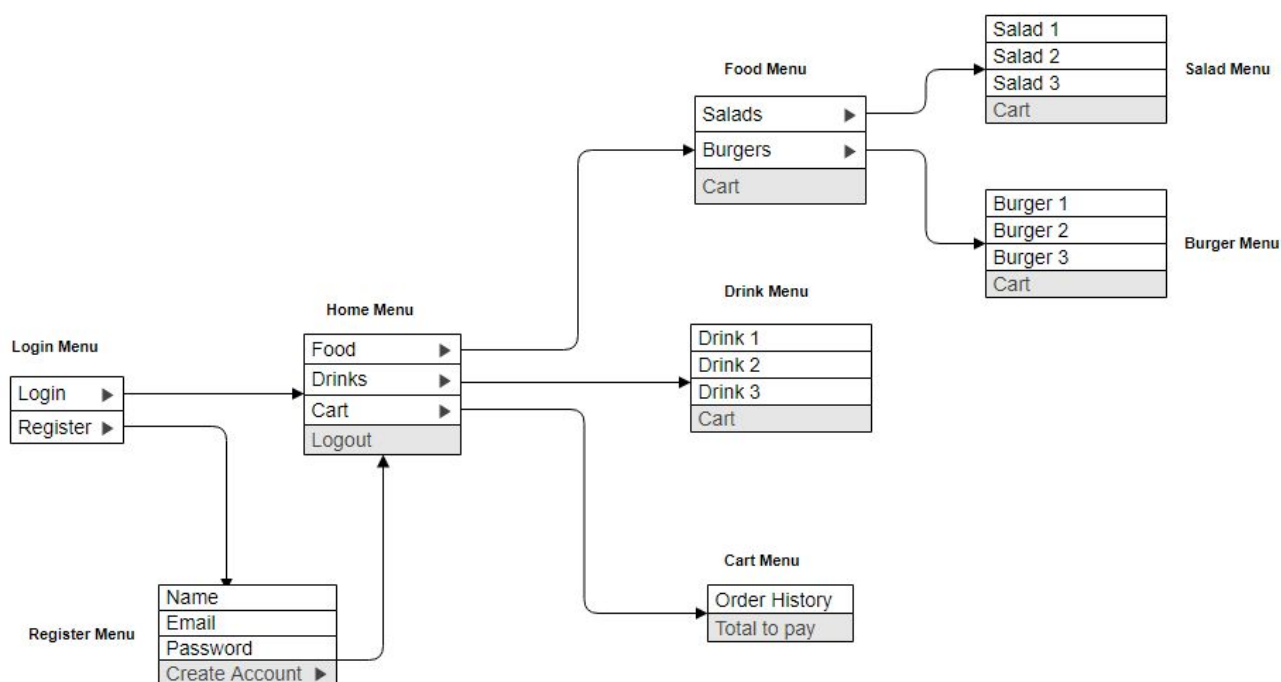 Login Menu
Login
Register
Register Menu
Name
Email
Password
Create Account
Home Menu
Food
Drinks
Cart
Logout
Food Menu
Salads
Burgers
Cart
Salad Menu
Salad 1
Salad 2
Salad 3
Cart
Burger Menu
Burger 1
Burger 2
Burger 3
Cart
Drink Menu
Drink 1
Drink 2
Drink 3
Cart
Cart Menu
Order History
Total to pay